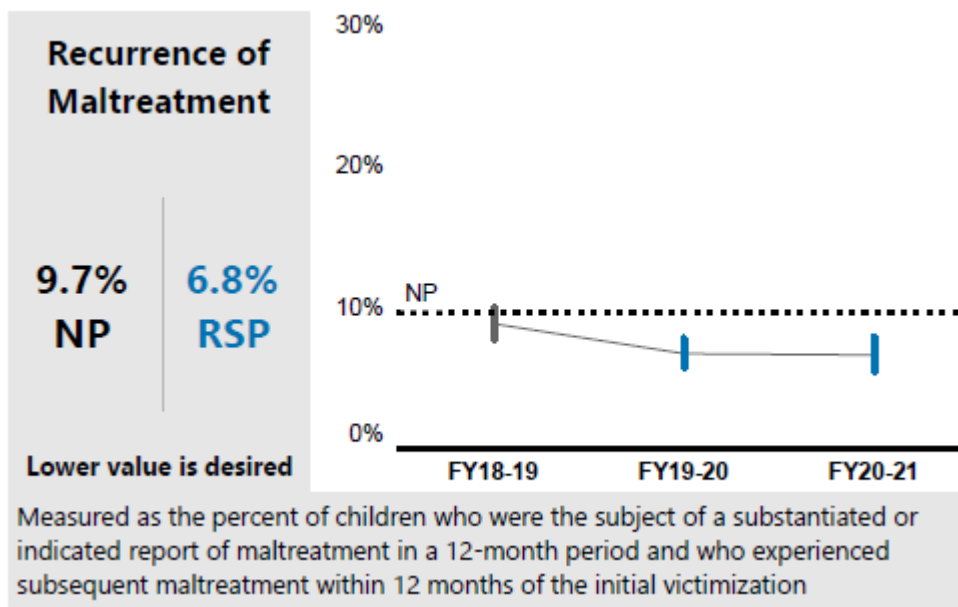 Recurrence of
Maltreatment
9.7%
NP
6.8%
RSP
Lower value is desired
30%
20%
10%
0%
NP
FY18-19
FY19-20
FY20-21
Measured as the percent of children who were the subject of a substantiated or
indicated report of maltreatment in a 12-month period and who experienced
subsequent maltreatment within 12 months of the initial victimization